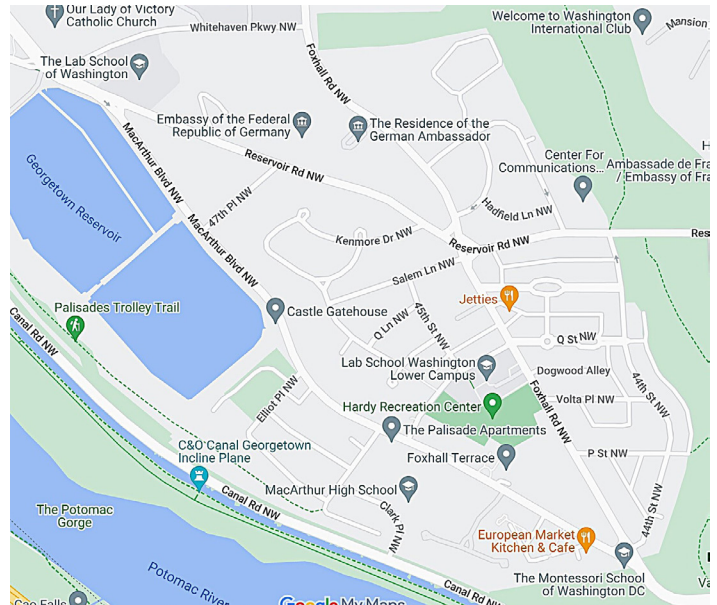 Our Lady of Victory
Catholic Church
Whitehaven Pkwy NW
Welcome to Washington
International Club
Mansion
The Lab School
of Washington
Foxhall Rd NW
MacArthur Blvd NW
Embassy of the Federal
Republic of Germany
The Residence of the
German Ambassador
Reservoir Rd NW
Center For
Communications...
Ambassade de Fra
/ Embassy of Fra
Georgetown Reservoir
47th Pl NW
MacArthur Blvd NW
Kenmore Dr NW
Hadfield Ln NW
Reservoir Rd NW
Res
Salem Ln NW
Palisades Trolley Trail
Canal Rd NW
Castle Gatehouse
Jetties
Q Ln NW
45th St NW
Q St NW
Lab School Washington
Lower Campus
Dogwood Alley
44th St NW
Elliot Pl NW
Hardy Recreation Center
Foxhall Rd NW
Volta Pl NW
The Palisade Apartments
C&O Canal Georgetown
Incline Plane
Foxhall Terrace
P St NW
Canal Rd NW
MacArthur High School
The Potomac
Gorge
Clark Pl NW
44th St NW
European Market
Kitchen & Cafe
Potomac River
The Montessori School
of Washington DC
Canal Rd NW
Va
Google My Maps